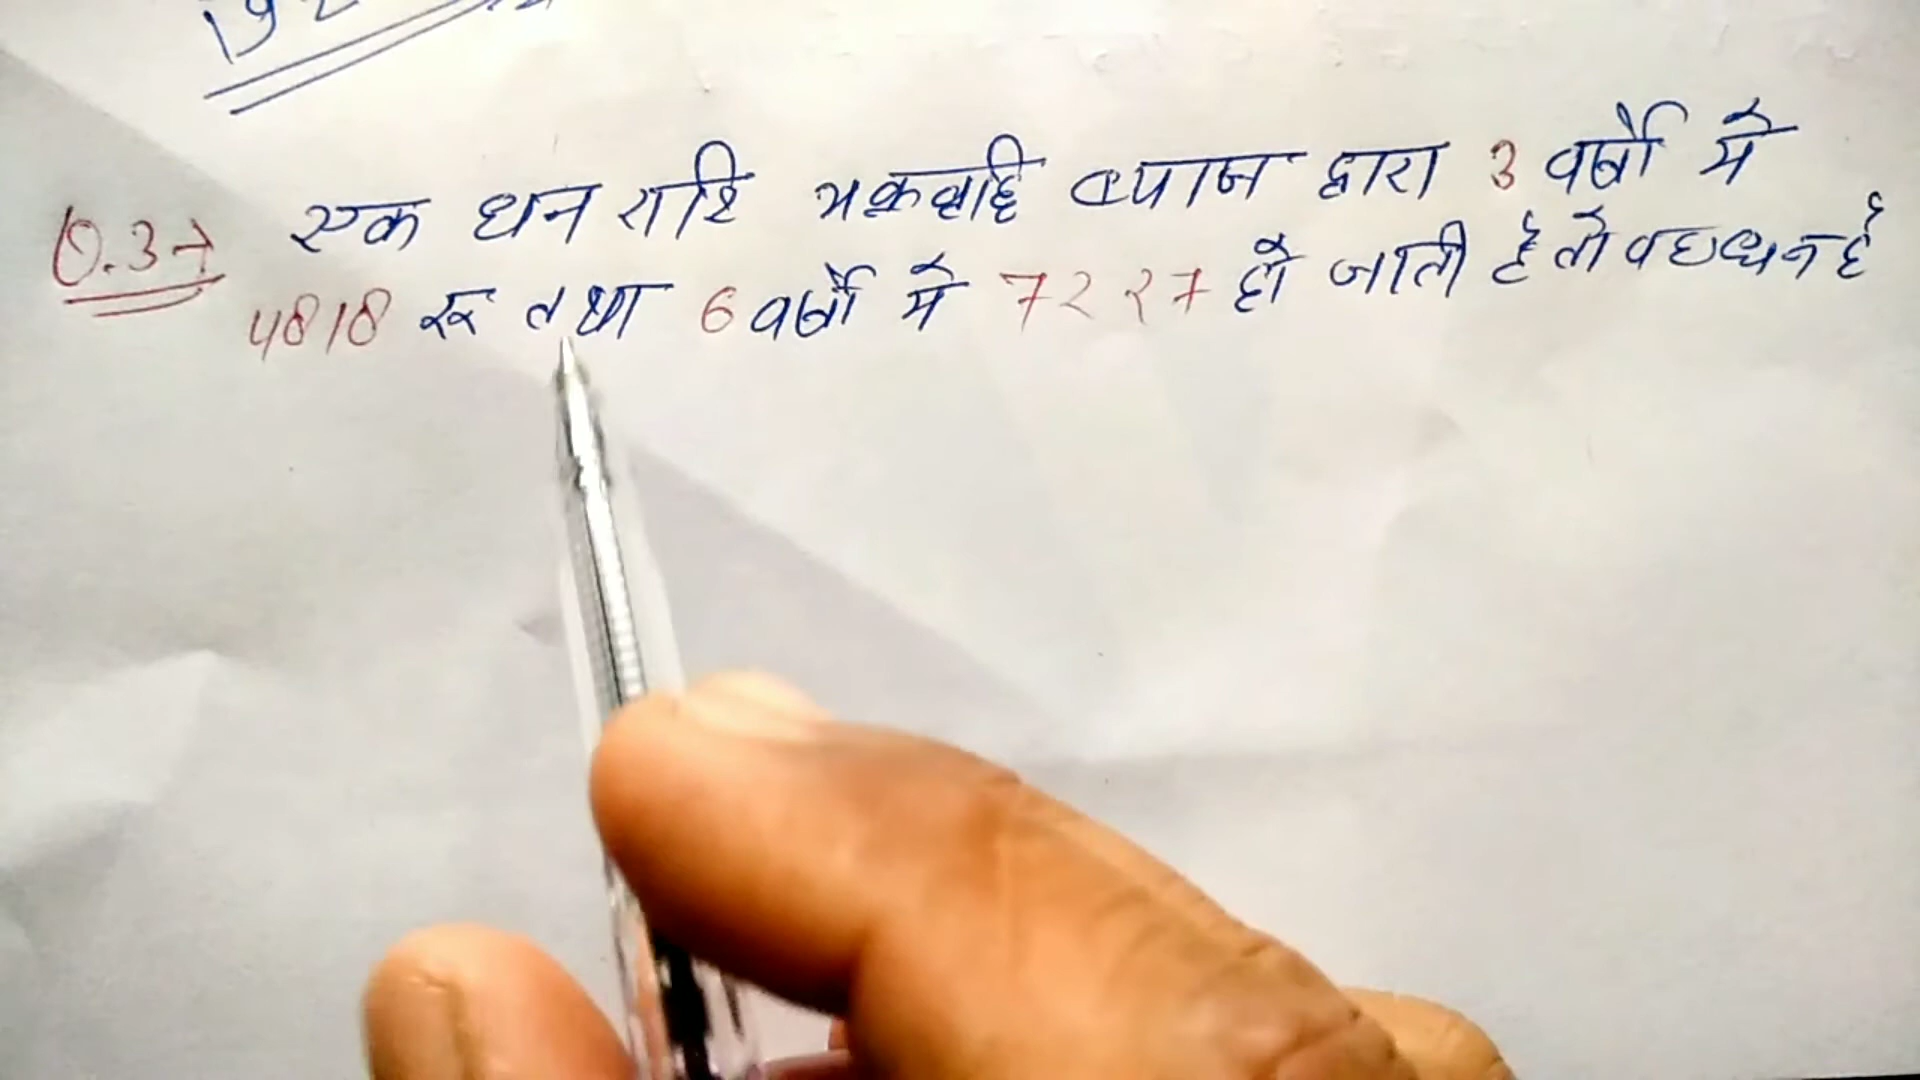 Q.3→ एक धन राशि चक्रवृद्धि ब्याज द्वारा 3 वर्षो मे
4818 रू तथा 6 वर्षो मे 7227 हो जाती है तो वह धन है